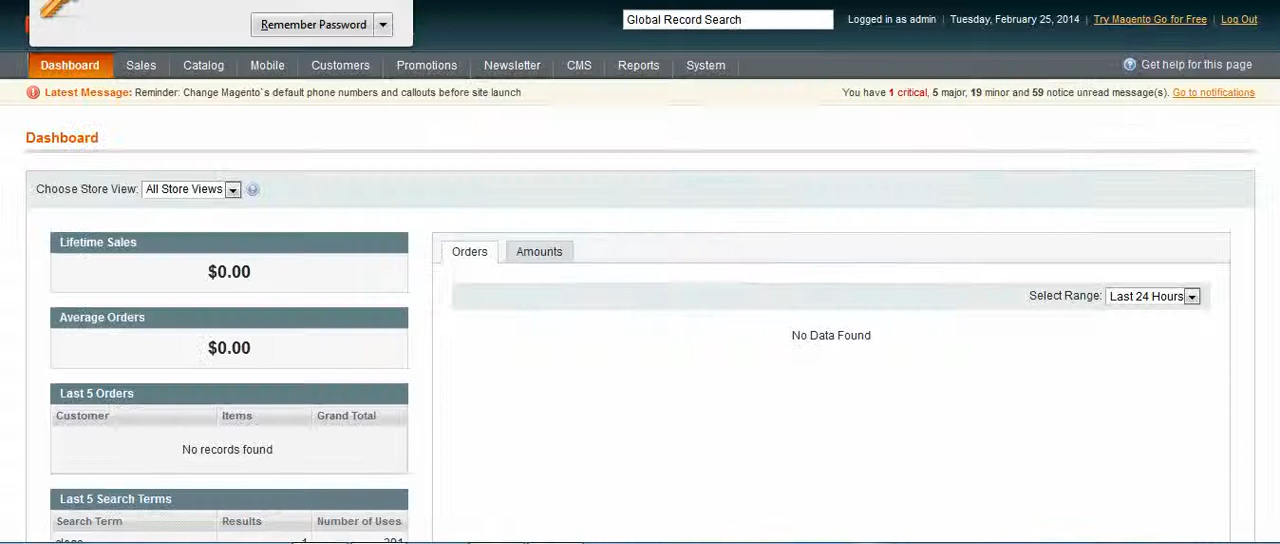 Remember Password
Global Record Search
Logged in as admin | Tuesday, February 25, 2014 | Try Magento Go for Free | Log Out
Dashboard Sales Catalog Mobile Customers Promotions Newsletter CMS Reports System
Get help for this page
Latest Message: Reminder: Change Magento`s default phone numbers and callouts before site launch
You have 1 critical, 5 major, 19 minor and 59 notice unread message(s). Go to notifications
Dashboard
Choose Store View: All Store Views
Lifetime Sales
$0.00
Average Orders
$0.00
Last 5 Orders
Customer Items Grand Total
No records found
Last 5 Search Terms
Search Term Results Number of Uses
Orders Amounts
Select Range: Last 24 Hours
No Data Found